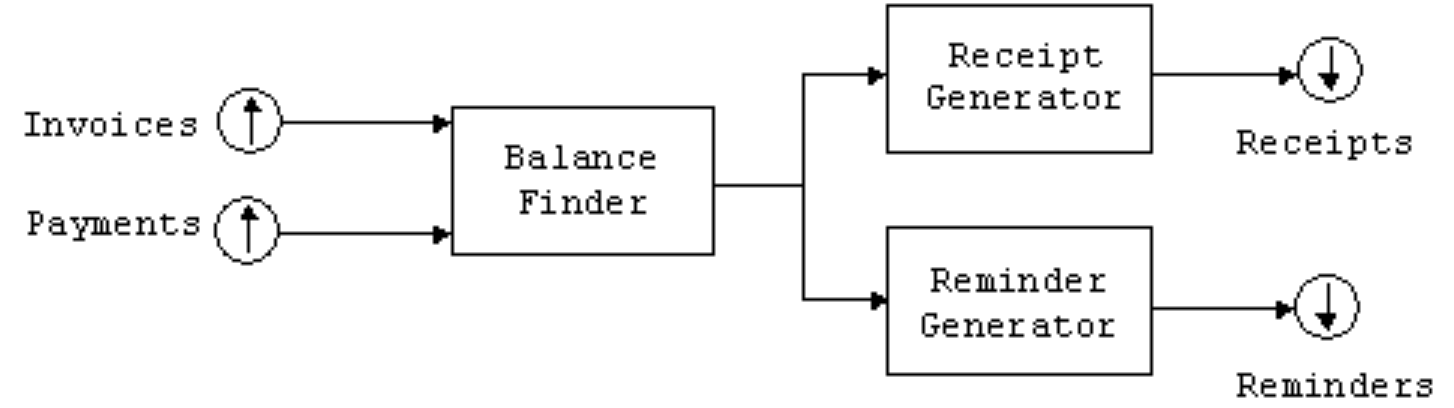 Invoices
Payments
Balance
Finder
Receipt
Generator
Receipts
Reminder
Generator
Reminders